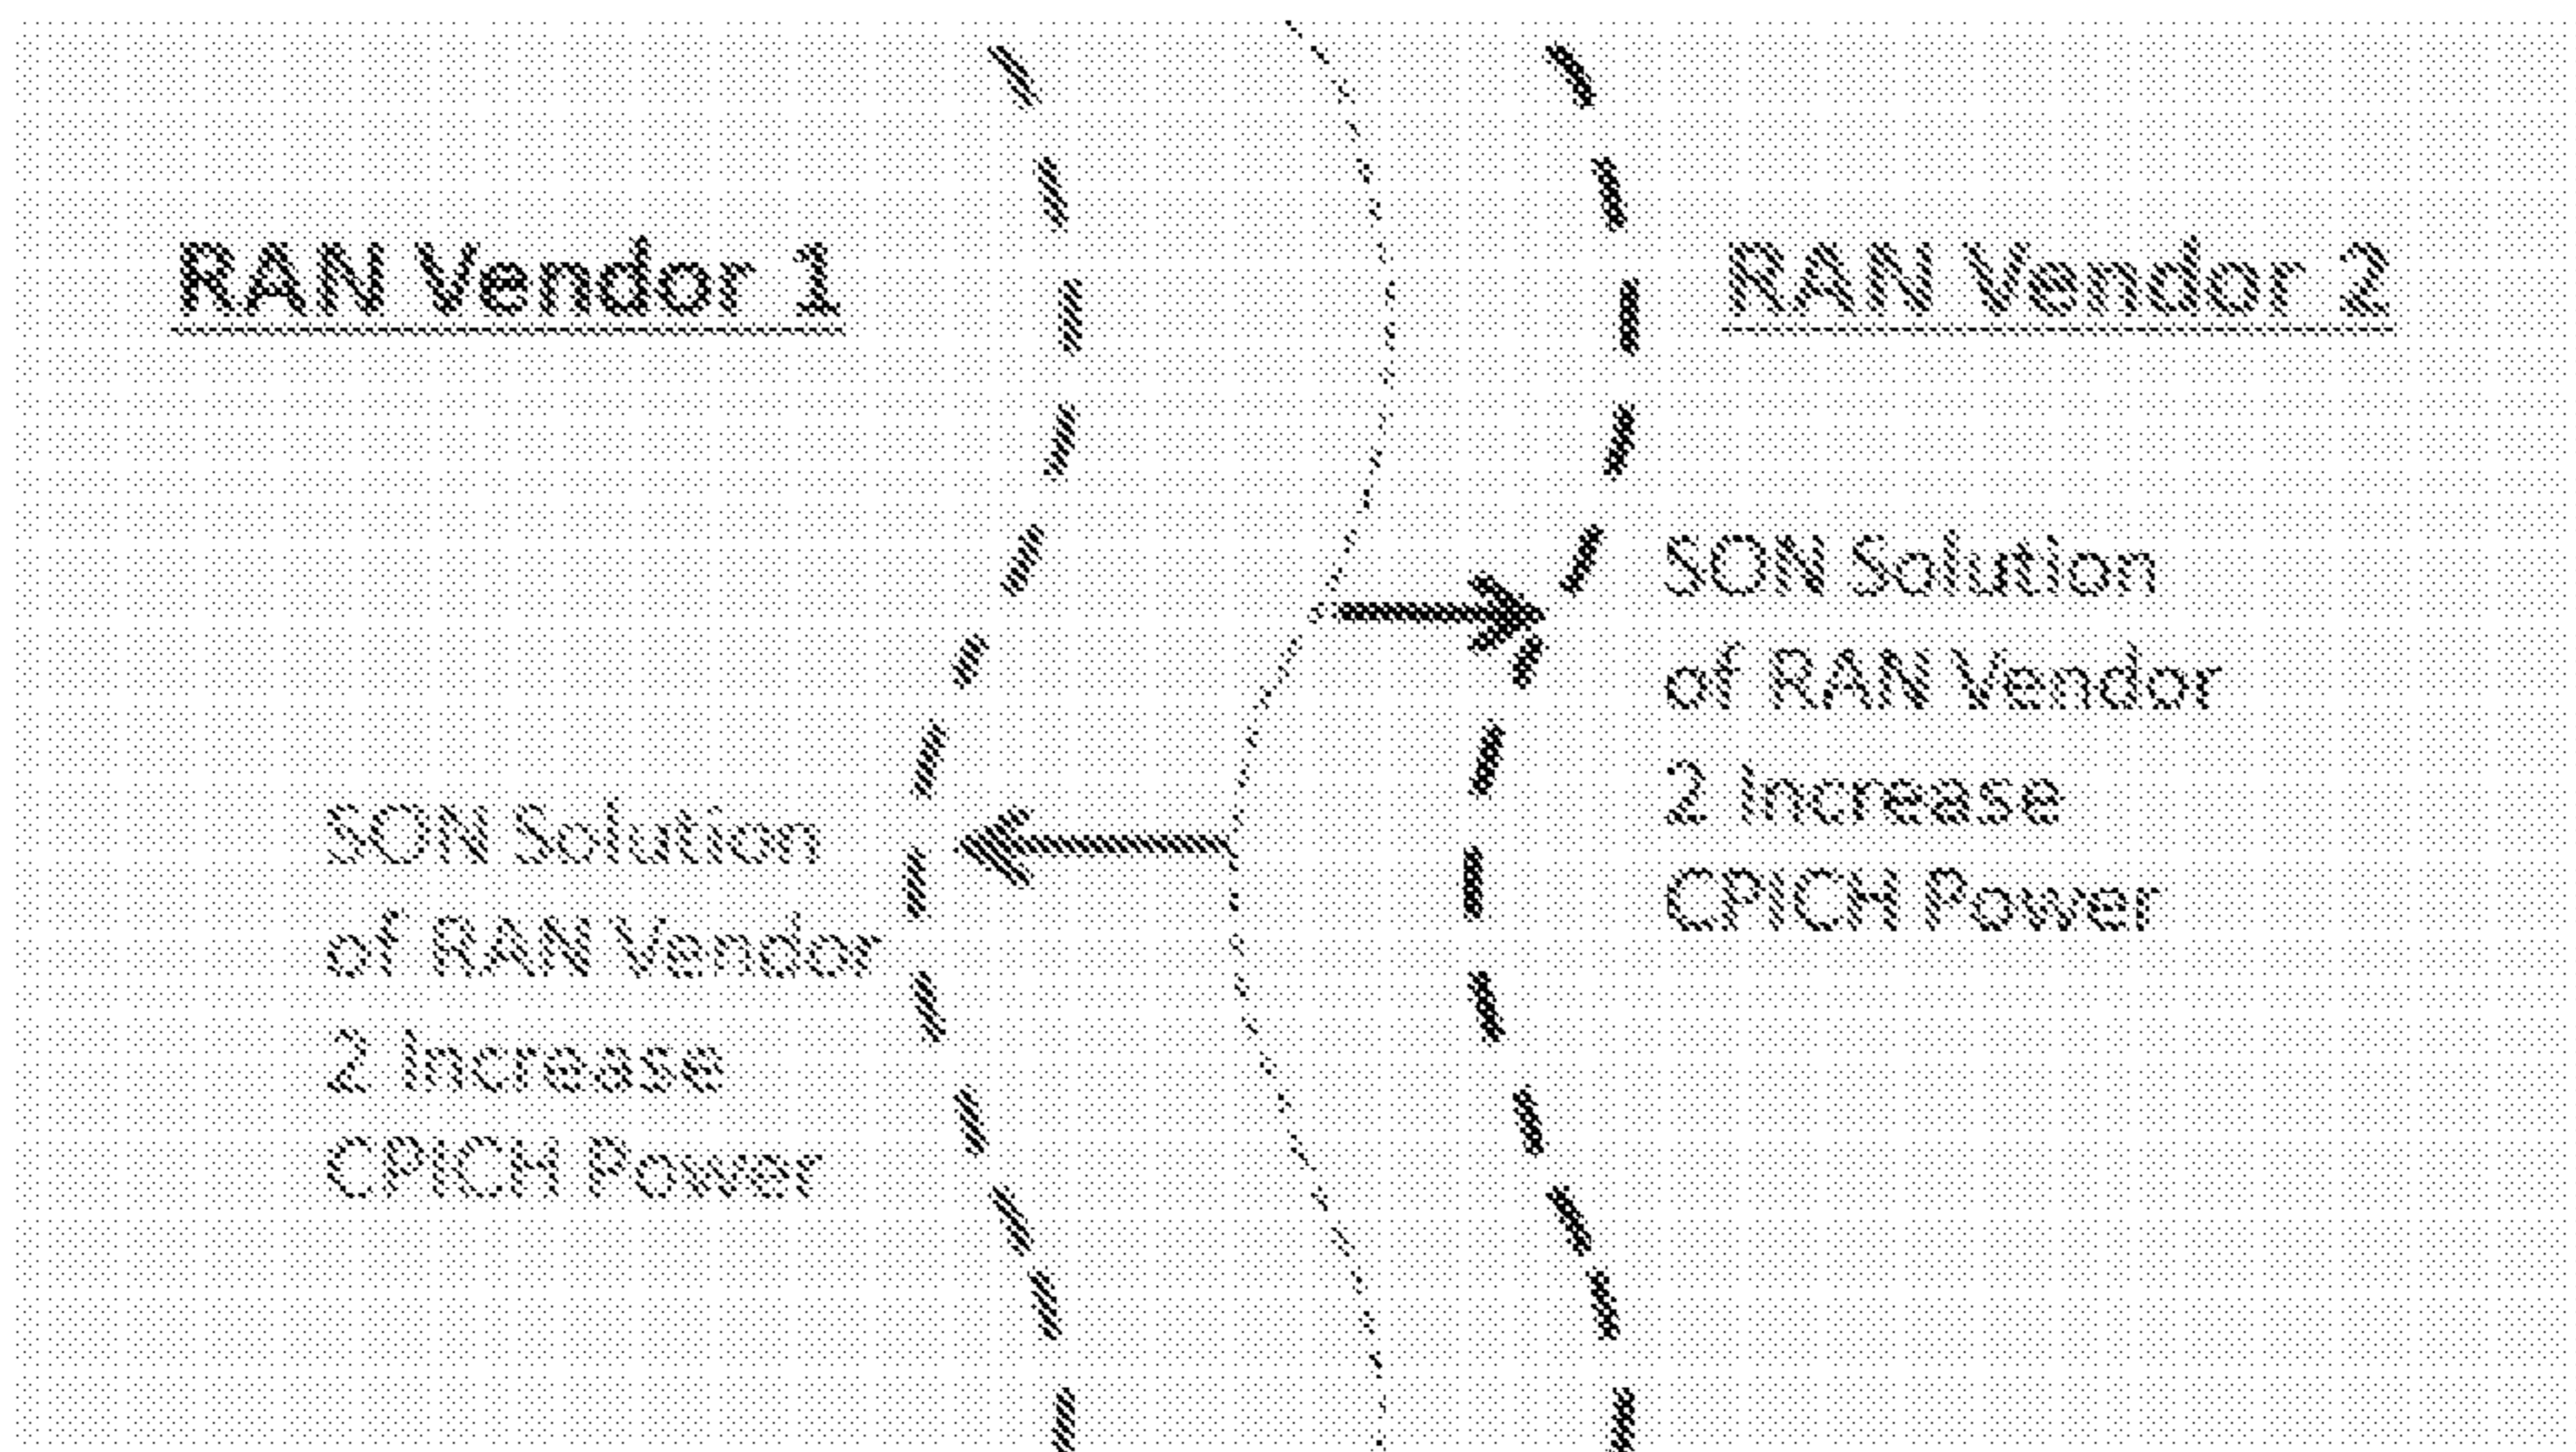 RAN Vendor 1
RAN Vendor 2
SON Solution
of RAN Vendor
2 Increase
CPICH Power
SON Solution
of RAN Vendor
2 Increase
CPICH Power